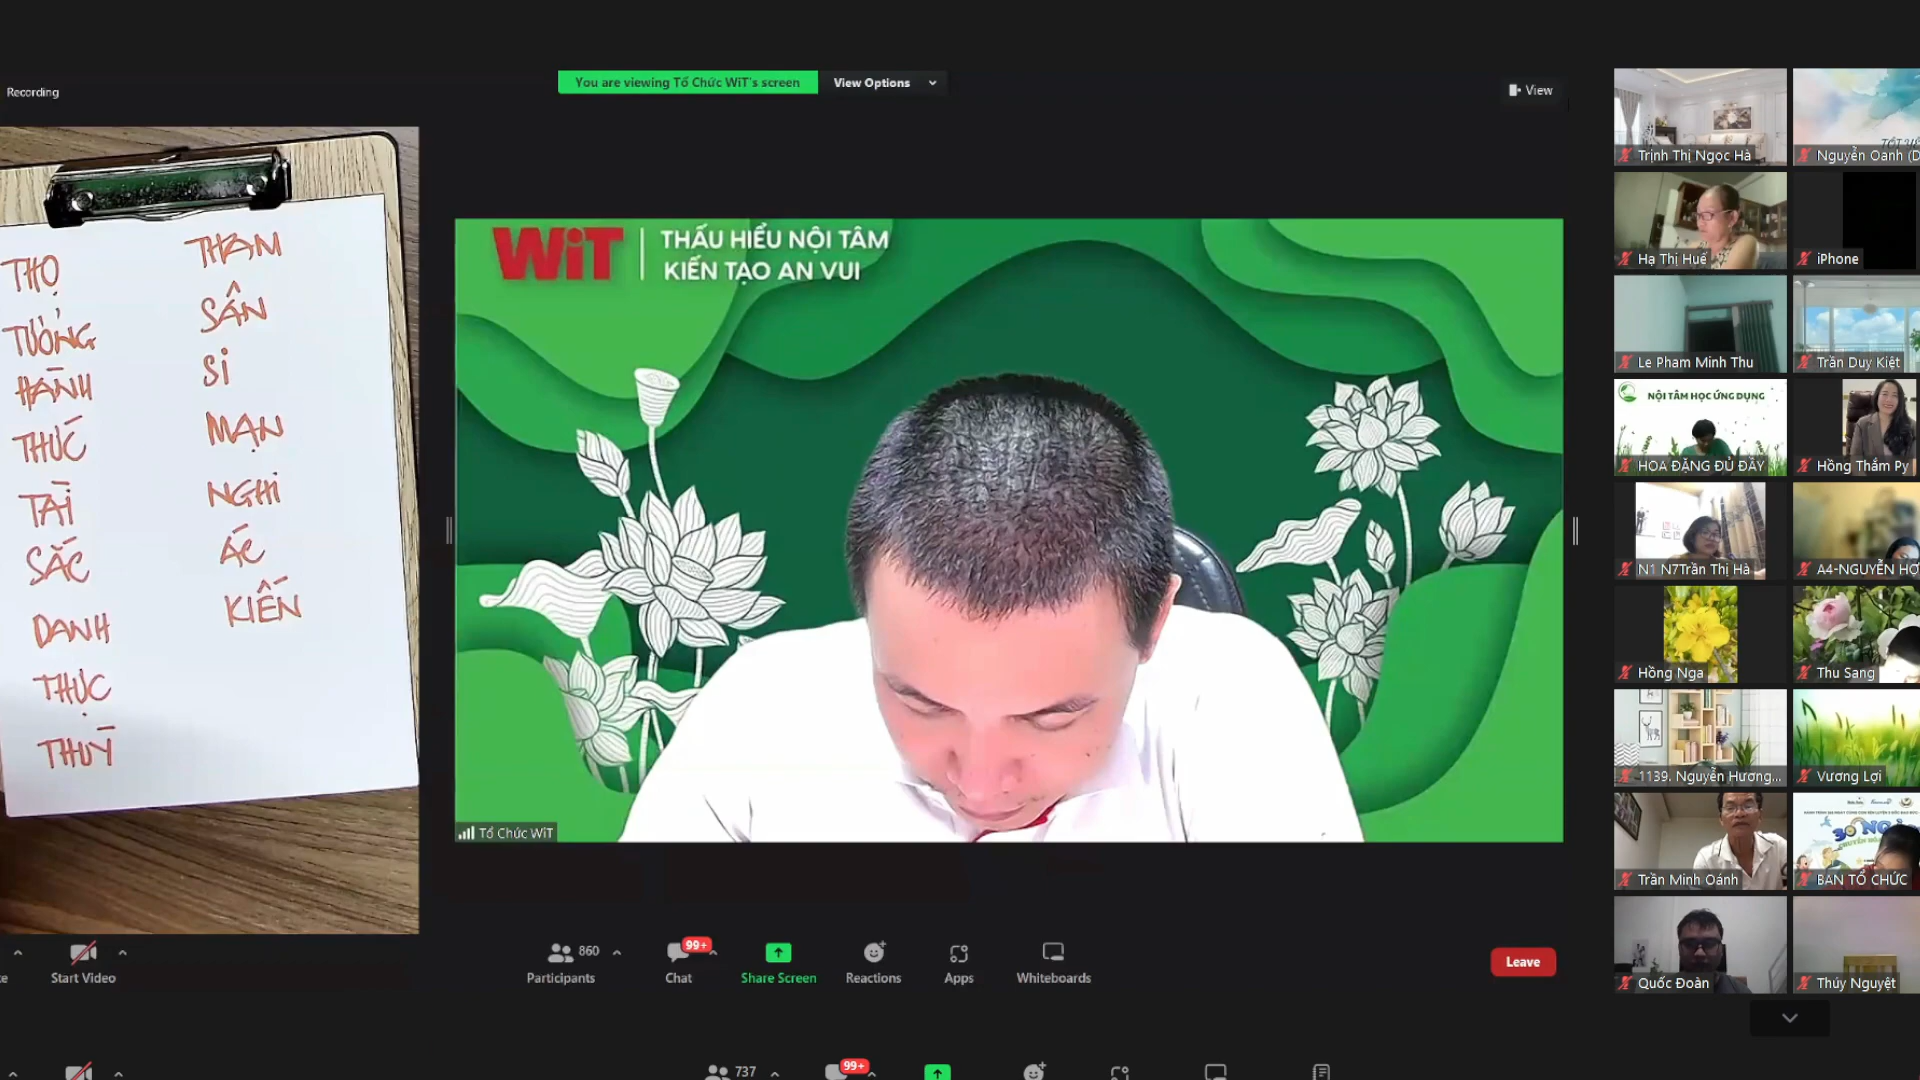 You are viewing Tổ Chức WiT's screen
View Options
Recording
View
THỌ
TƯỞNG
HÀNH
THỨC
TÀI
SẮC
DANH
THỰC
THUỲ
THAM
SÂN
Si
MẠN
NGHi
ÁC
KIẾN
WiT
THẤU HIỂU NỘI TÂM
KIẾN TẠO AN VUI
Tổ Chức WiT
Trịnh Thị Ngọc Hà
Nguyễn Oanh (D
Hạ Thị Huế
iPhone
Le Pham Minh Thu
Trần Duy Kiệt
NỘI TÂM HỌC ỨNG DỤNG
HOA ĐẶNG ĐỦ ĐẦY
Hồng Thắm Py
N1 N7Trần Thị Hà
A4-NGUYỄN HỢ
Hồng Nga
Thu Sang
1139. Nguyễn Hương...
Vương Lợi
Trần Minh Oánh
BAN TỔ CHỨC
Quốc Đoàn
Thúy Nguyệt
Start Video
860
Participants
99+
Chat
Share Screen
Reactions
Apps
Whiteboards
Leave
737
99+